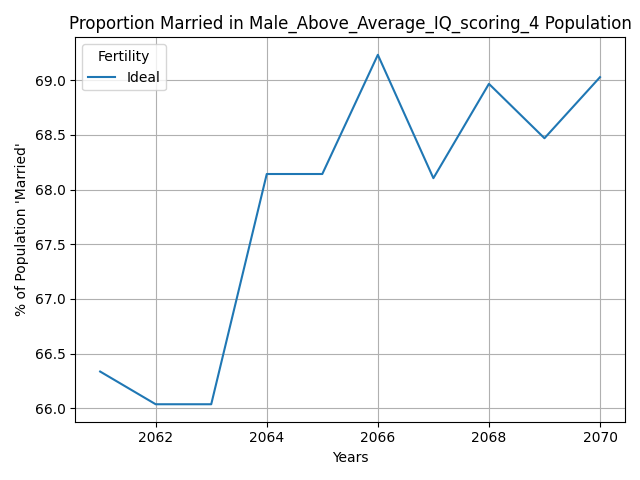 Proportion Married in Male_Above_Average_IQ_scoring_4 Population
Fertility
Ideal
% of Population 'Married'
69.0
68.5
68.0
67.5
67.0
66.5
66.0
2062 2064 2066 2068 2070
Years